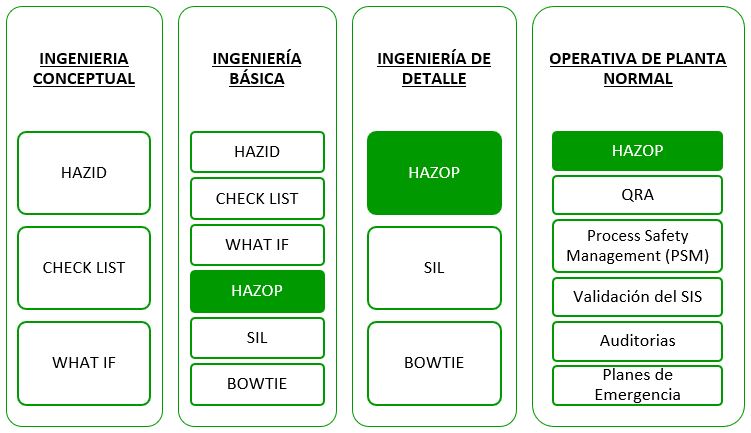 INGENIERIA
CONCEPTUAL
HAZID
CHECK LIST
WHAT IF
INGENIERÍA
BÁSICA
HAZID
CHECK LIST
WHAT IF
HAZOP
SIL
BOWTIE
INGENIERÍA DE
DETALLE
HAZOP
SIL
BOWTIE
OPERATIVA DE PLANTA
NORMAL
HAZOP
QRA
Process Safety
Management (PSM)
Validación del SIS
Auditorias
Planes de
Emergencia